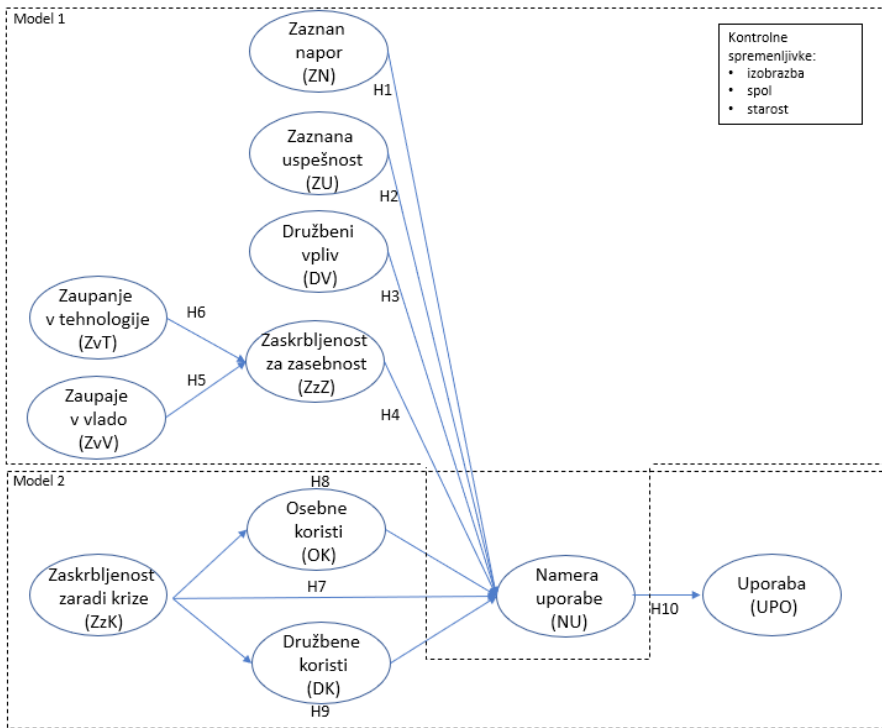 Model 1
Zaznan
napor
(ZN)
Kontrolne
spremenljivke:
• izobrazba
• spol
• starost
H1
Zaznana
uspešnost
(ZU)
H2
Družbeni
vpliv
(DV)
H3
Zaupanje
v tehnologije
(ZvT)
H6
Zaskrbljenost
za zasebnost
(ZzZ)
H5
H4
Zaupaje
v vlado
(ZvV)
Model 2
H8
Osebne
koristi
(OK)
Zaskrbljenost
zaradi krize
(ZzK)
H7
Namera
uporabe
(NU)
H10
Uporaba
(UPO)
Družbene
koristi
(DK)
H9